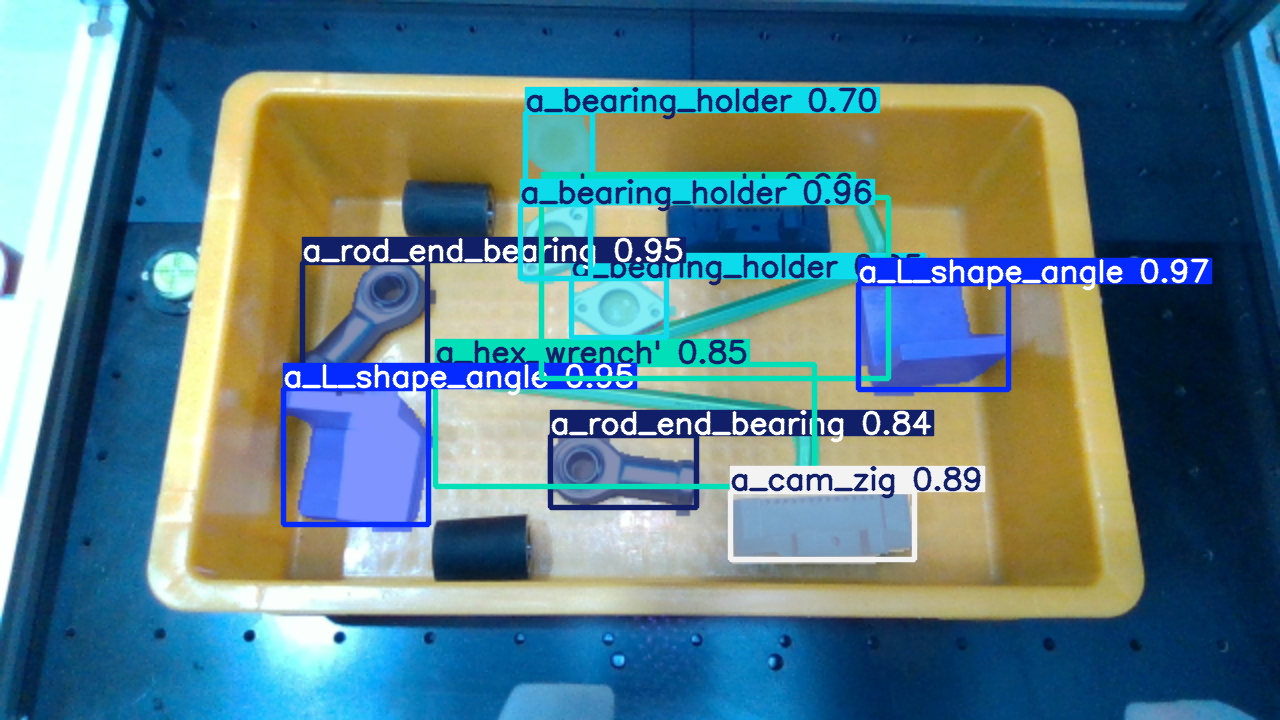 a_bearing_holder 0.70
a_bearing_holder 0.96
a_rod_end_bearing 0.95
a_bearing_holder
a_L_shape_angle 0.97
a_hex_wrench' 0.85
a_L_shape_angle 0.95
a_rod_end_bearing 0.84
a_cam_zig 0.89